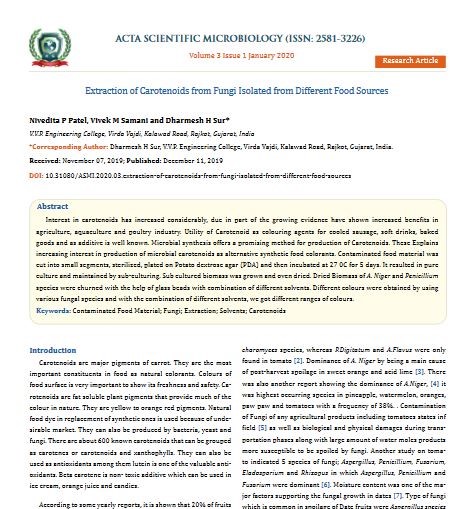 ACTA SCIENTIFIC MICROBIOLOGY (ISSN: 2581-3226)
Volume 3 Issue 1 January 2020
Research Article
Extraction of Carotenoids from Fungi Isolated from Different Food Sources
Nivedita P Patel, Vivek M Samani and Dharmesh H Sur*
V.V.P. Engineering College, Virda Vajdi, Kalawad Road, Rajkot, Gujarat, India
*Corresponding Author: Dharmesh H Sur, V.V.P. Engineering College, Virda Vajdi, Kalawad Road, Rajkot, Gujarat, India.
Received: November 07, 2019; Published: December 11, 2019
DOI: 10.31080/ASMI.2020.03.extraction-of-carotenoids-from-fungi-isolated-from-different-food-sources
Abstract
Interest in carotenoids has increased considerably, due in part of the growing evidence have shown increased benefits in
agriculture, aquaculture and poultry industry. Utility of Carotenoid as colouring agents for cooled sausage, soft drinks, baked
goods and as additive is well known. Microbial synthesis offers a promising method for production of Carotenoids. These Explains
increasing interest in production of microbial carotenoids as alternative synthetic food colorants. Contaminated food material was
cut into small segments, sterilised, plated on Potato dextrose agar (PDA) and then incubated at 27 0C for 5 days. It resulted in pure
culture and maintained by sub-culturing. Sub cultured biomass was grown and oven dried. Dried Biomass of A. Niger and Penicillium
species were churned with the help of glass beads with combination of different solvents. Different colours were obtained by using
various fungal species and with the combination of different solvents, we got different ranges of colours.
Keywords: Contaminated Food Material; Fungi; Extraction; Solvents; Carotenoids
Introduction
Carotenoids are major pigments of carrot. They are the most
important constituents in food as natural colorants. Colours of
food surface is very important to show its freshness and safety. Ca-
rotenoids are fat soluble plant pigments that provide much of the
colour in nature. They are yellow to orange red pigments. Natural
food dye in replacement of synthetic ones is used because of unde-
sirable market. They can also be produced by bacteria, yeast and
fungi. There are about 600 known carotenoids that can be grouped
as carotenes or carotenoids and xanthophylls. They can also be
used as antioxidants among them lutein is one of the valuable anti-
oxidants. Beta carotene is non- toxic additive which can be used in
ice cream, orange juice and candies.
According to some yearly reports, it is shown that 20% of fruits
charomyces species, whereas P.Digitatum and A.Flavus were only
found in tomato [2]. Dominance of A. Niger by being a main cause
of post-harvest spoilage in sweet orange and acid lime [3]. There
was also another report showing the dominance of A.Niger, [4] it
was highest occurring species in pineapple, watermelon, oranges,
paw paw and tomatoes with a frequency of 38%. . Contamination
of Fungi of any agricultural products including tomatoes states inf
field [5] as well as biological and physical damages during trans-
portation phases along with large amount of water moles products
more susceptible to be spoiled by fungi. Another study on toma-
to indicated 5 species of fungi; Aspergillus, Penicillium, Fusarium,
Eladosporium and Rhizopus in which Aspergillus, Penicillium and
Fusarium were dominant [6]. Moisture content was one of the ma-
jor factors supporting the fungal growth in dates [7]. Type of fungi
which is common in spoilage of Date fruits were Aspergillus species